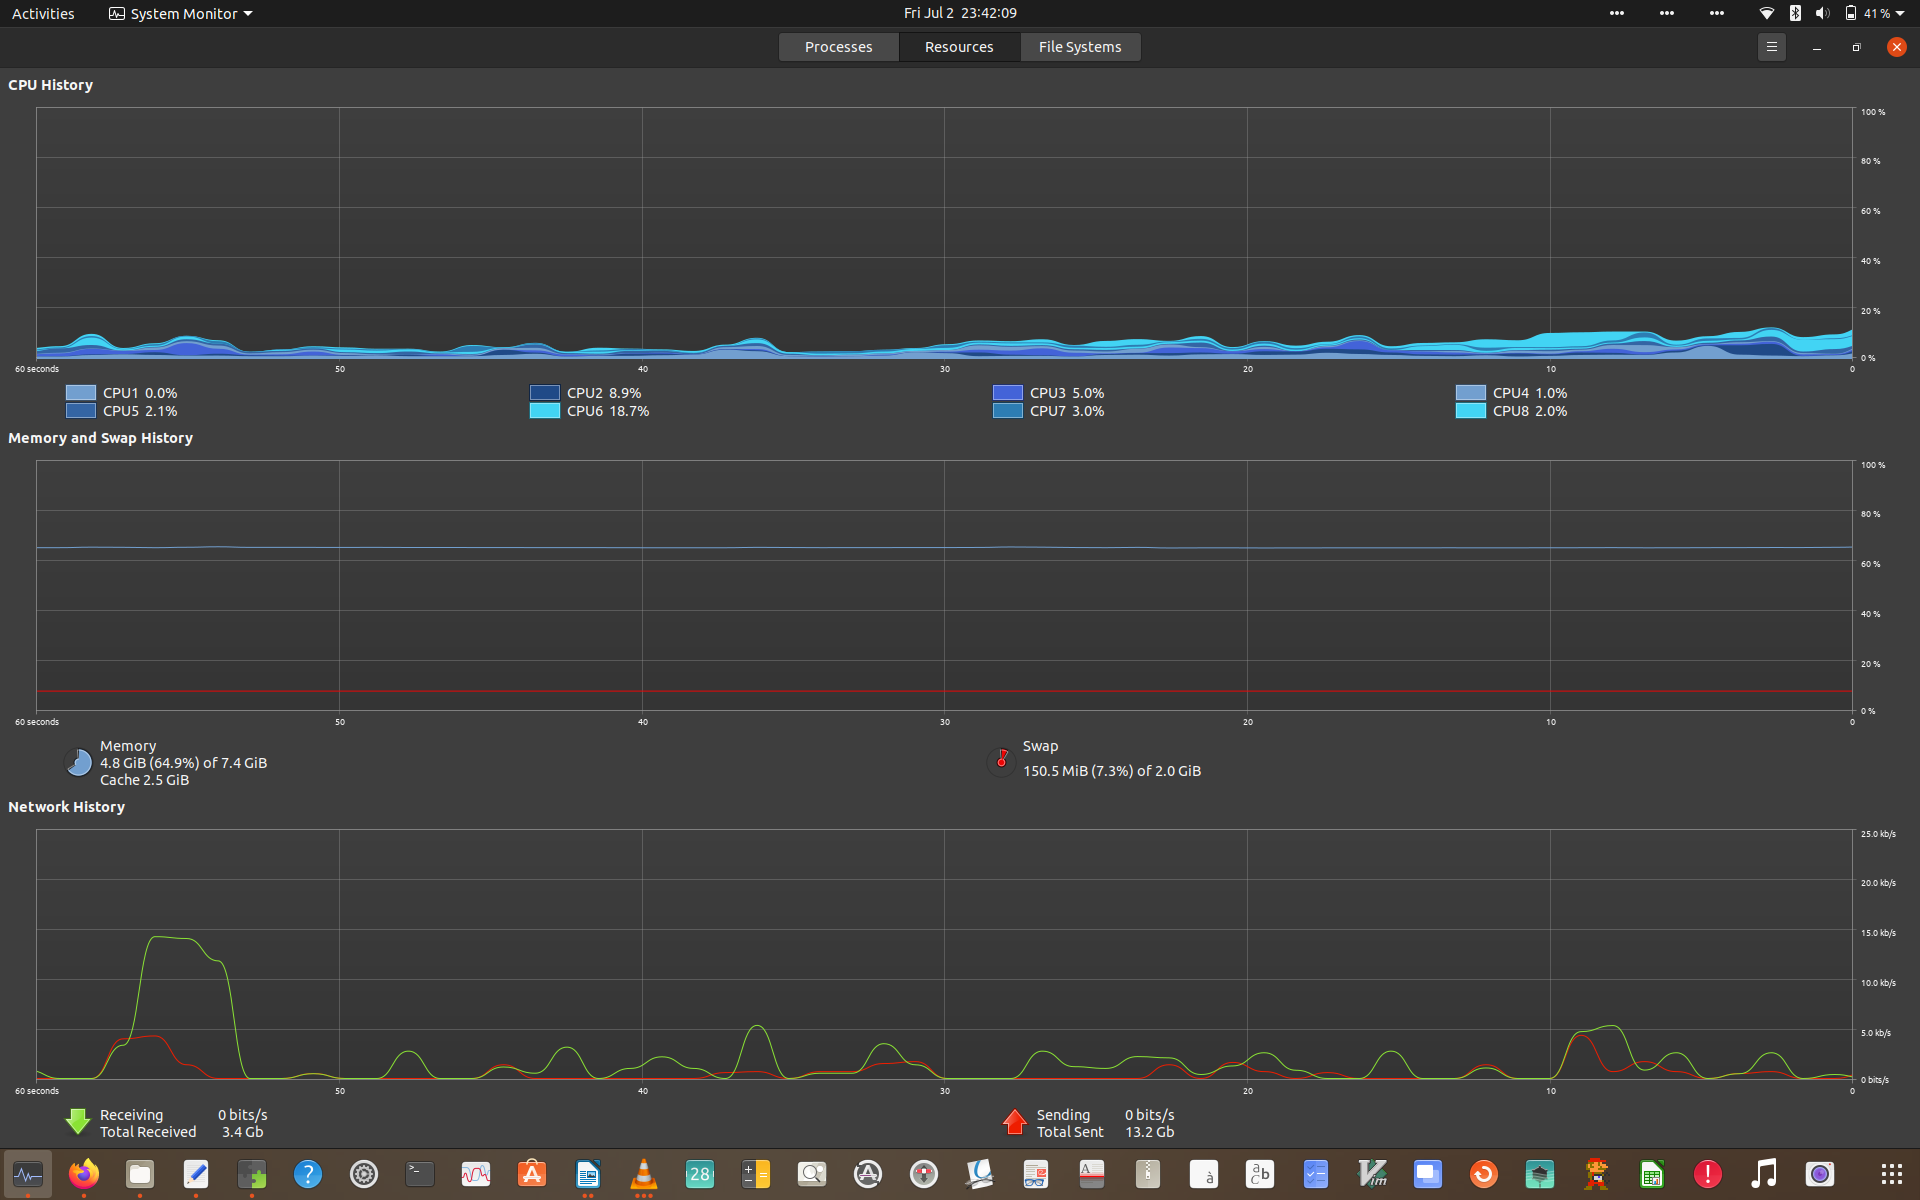 Activities
System Monitor
Fri Jul 2 23:42:09
41 %
Processes
Resources
File Systems
CPU History
100 %
80 %
60 %
40 %
20 %
0 %
60 seconds
50
40
30
20
10
0
CPU1 0.0%
CPU2 8.9%
CPU3 5.0%
CPU4 1.0%
CPU5 2.1%
CPU6 18.7%
CPU7 3.0%
CPU8 2.0%
Memory and Swap History
100 %
80 %
60 %
40 %
20 %
0 %
60 seconds
50
40
30
20
10
0
Memory
4.8 GiB (64.9%) of 7.4 GiB
Cache 2.5 GiB
Swap
150.5 MiB (7.3%) of 2.0 GiB
Network History
25.0 kb/s
20.0 kb/s
15.0 kb/s
10.0 kb/s
5.0 kb/s
0 bits/s
60 seconds
50
40
30
20
10
0
Receiving 0 bits/s
Total Received 3.4 Gb
Sending 0 bits/s
Total Sent 13.2 Gb
28